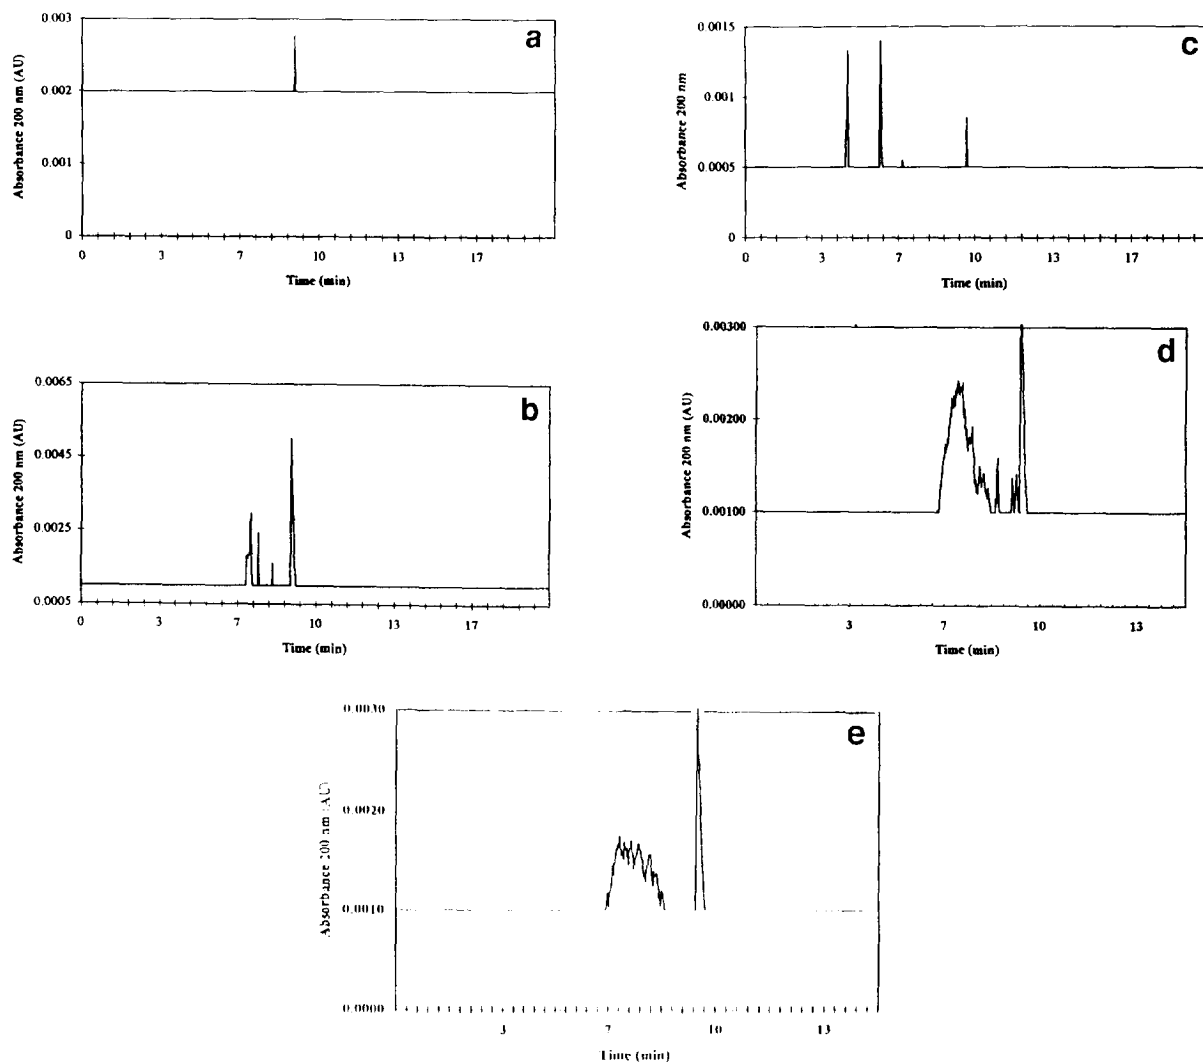 a
0.003
0.002
0.001
0
Absorbance 200 nm (AU)
0 3 7 10 13 17
Time (min)
c
0.0015
0.001
0.0005
0
Absorbance 200 nm
0 3 7 10 13 17
Time (min)
b
0.0065
0.0045
0.0025
0.0005
Absorbance 200 nm (AU)
0 3 7 10 13 17
Time (min)
d
0.00300
0.00200
0.00100
0.00000
Absorbance 200 nm (AU)
3 7 10 13
Time (min)
e
0.0030
0.0020
0.0010
0.0000
Absorbance 200 nm (AU)
3 7 10 13
Time (min)